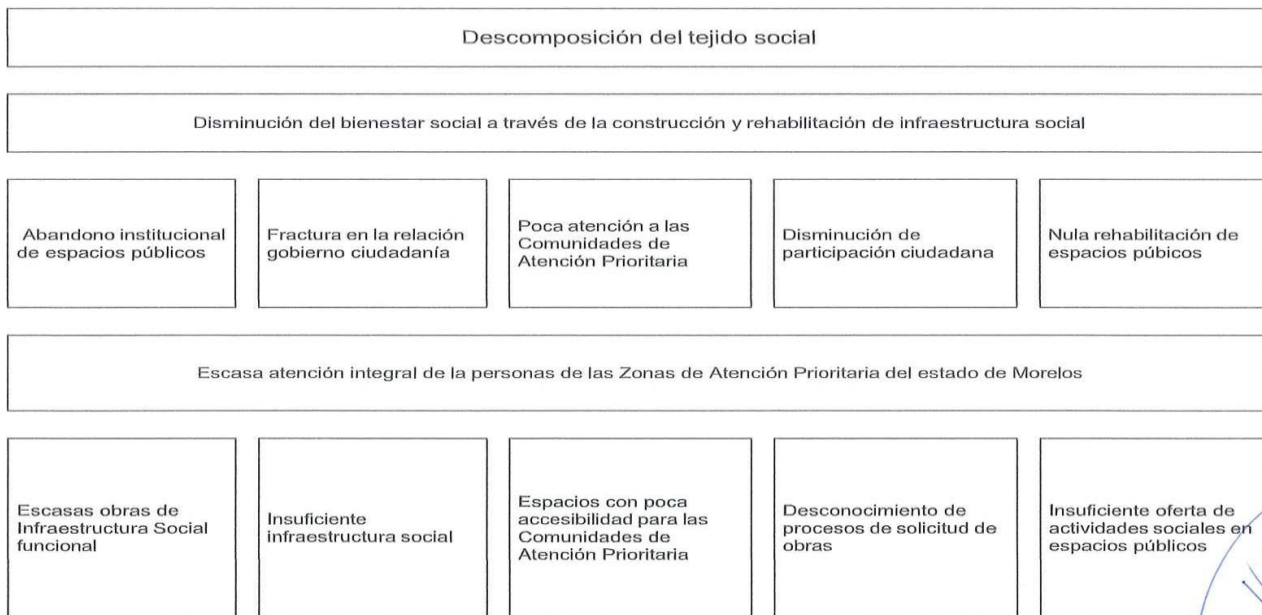 Descomposición del tejido social
Disminución del bienestar social a través de la construcción y rehabilitación de infraestructura social
Abandono institucional
de espacios públicos
Fractura en la relación
gobierno ciudadanía
Poca atención a las
Comunidades de
Atención Prioritaria
Disminución de
participación ciudadana
Nula rehabilitación de
espacios púbicos
Escasa atención integral de la personas de las Zonas de Atención Prioritaria del estado de Morelos
Escasas obras de
Infraestructura Social
funcional
Insuficiente
infraestructura social
Espacios con poca
accesibilidad para las
Comunidades de
Atención Prioritaria
Desconocimiento de
procesos de solicitud de
obras
Insuficiente oferta de
actividades sociales en
espacios públicos